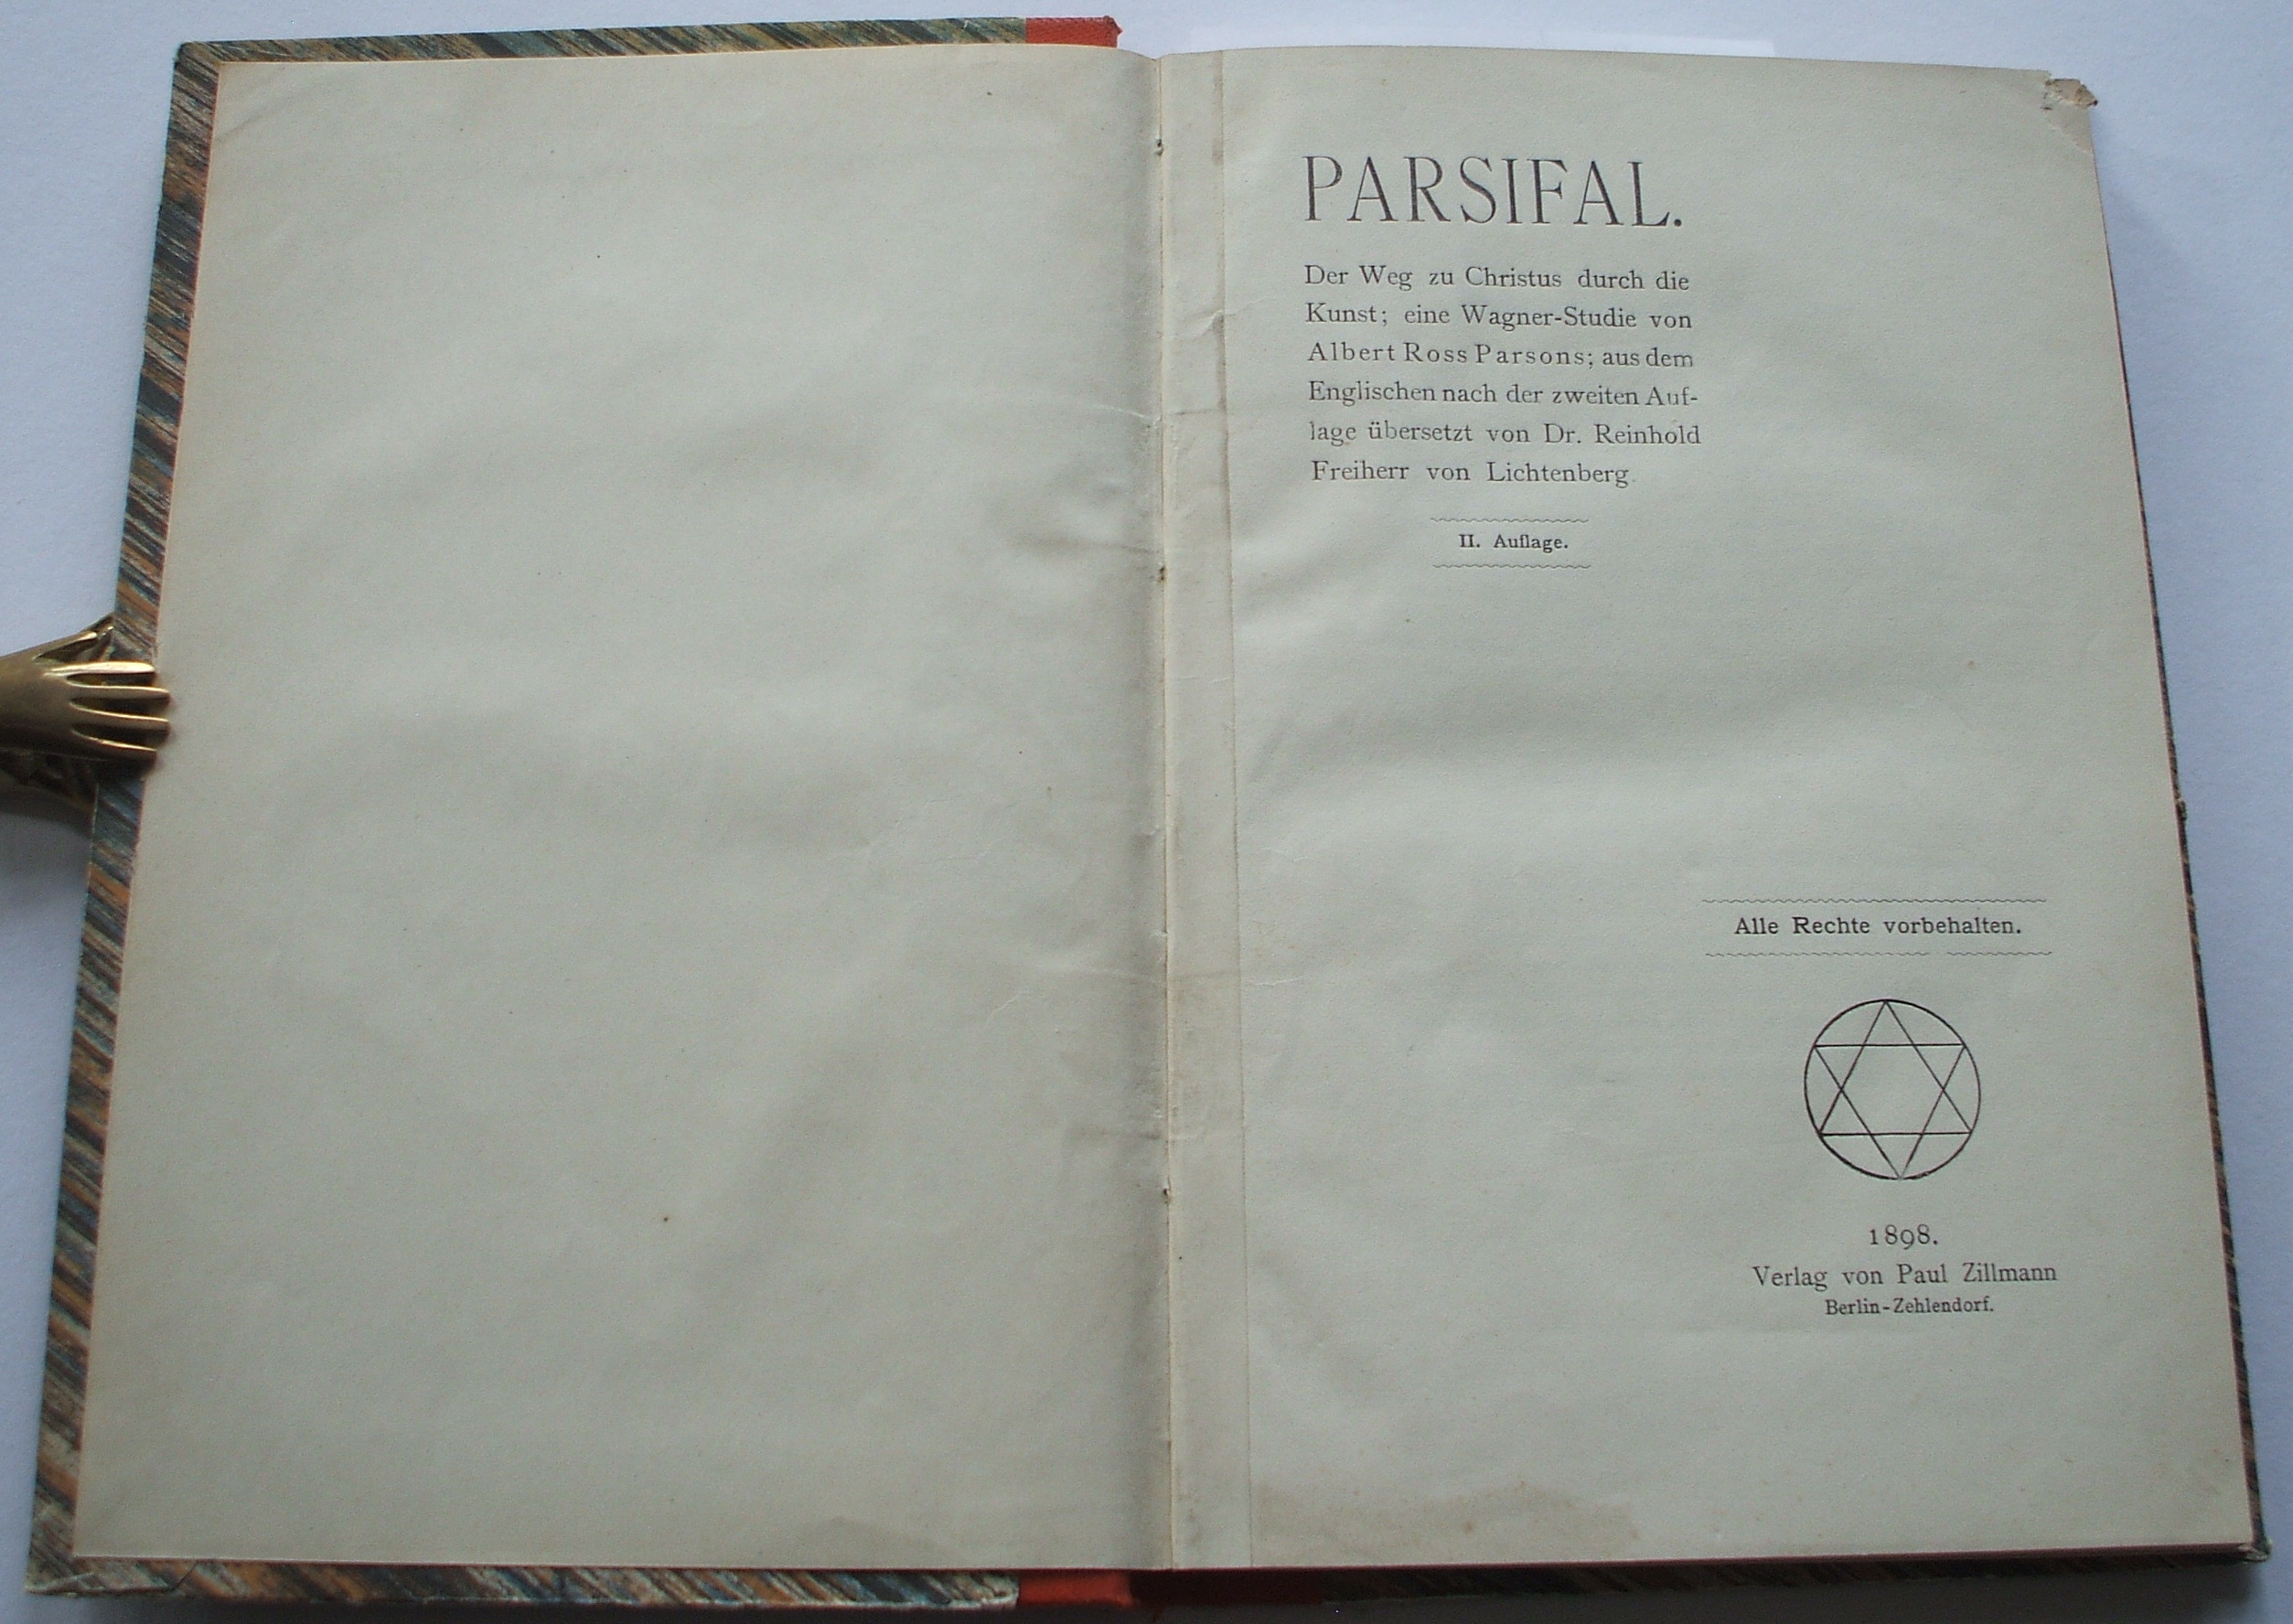 PARSIFAL.
Der Weg zu Christus durch die
Kunst; eine Wagner-Studie von
Albert Ross Parsons; aus dem
Englischen nach der zweiten Auf-
lage übersetzt von Dr. Reinhold
Freiherr von Lichtenberg.
II. Auflage.
Alle Rechte vorbehalten.
1898.
Verlag von Paul Zillmann
Berlin-Zehlendorf.